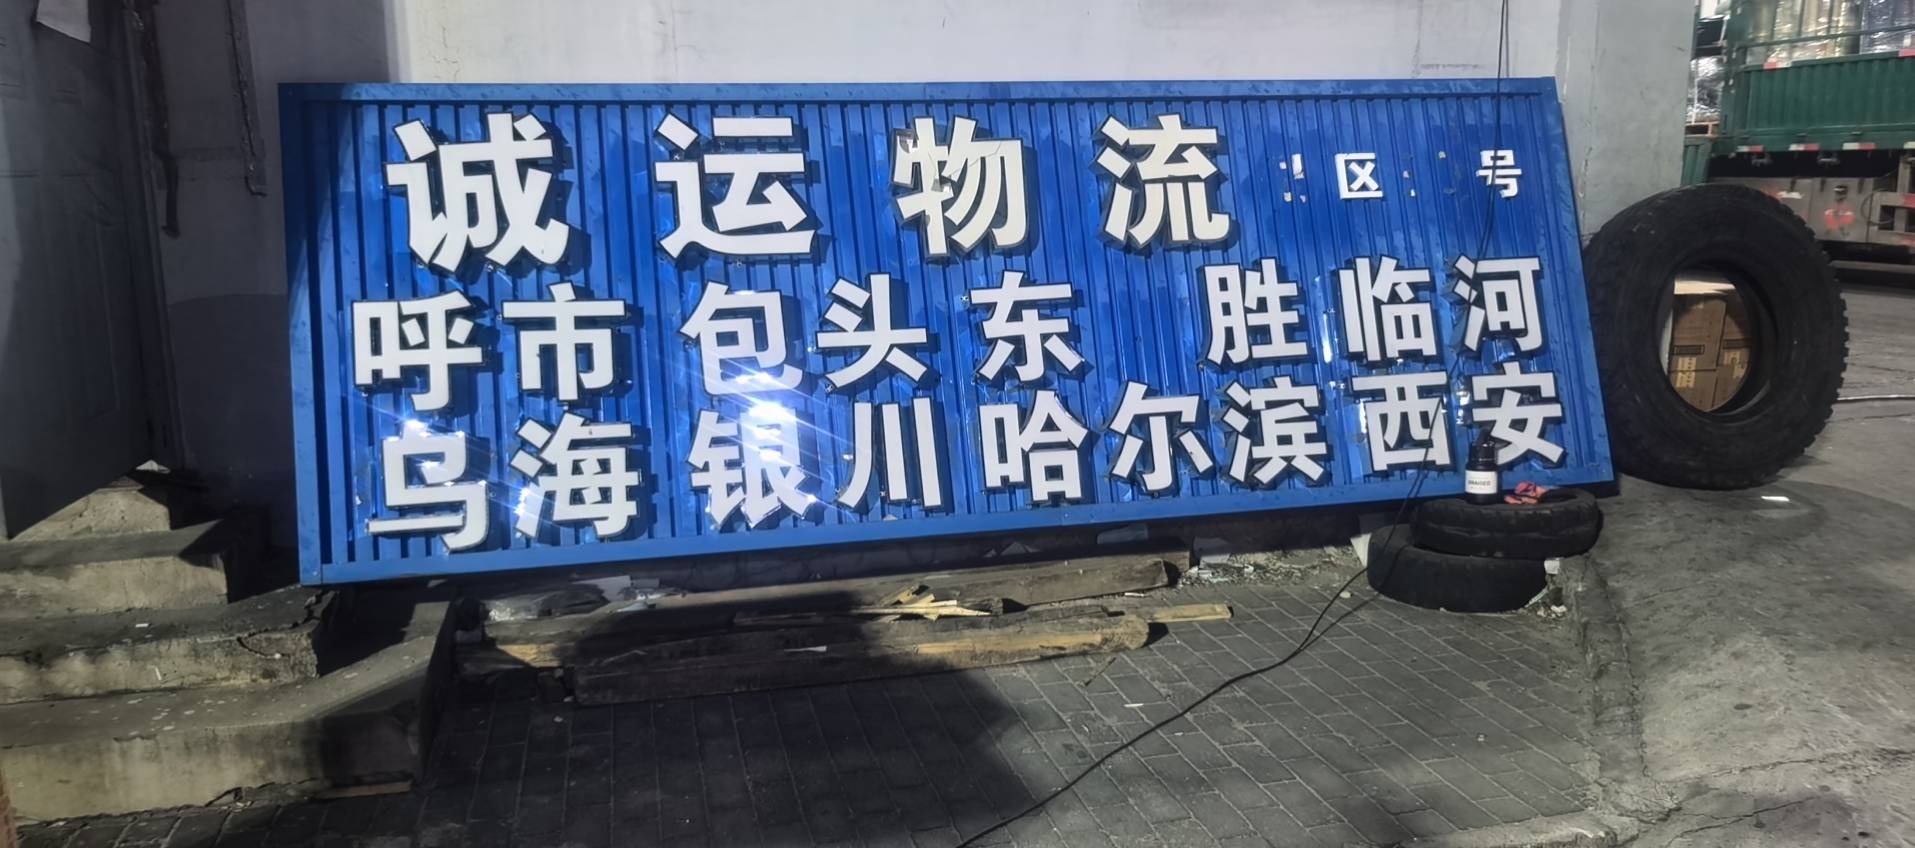 诚运物流 区 号
呼市 包头 东 胜 临河
乌海 银川 哈尔滨 西安